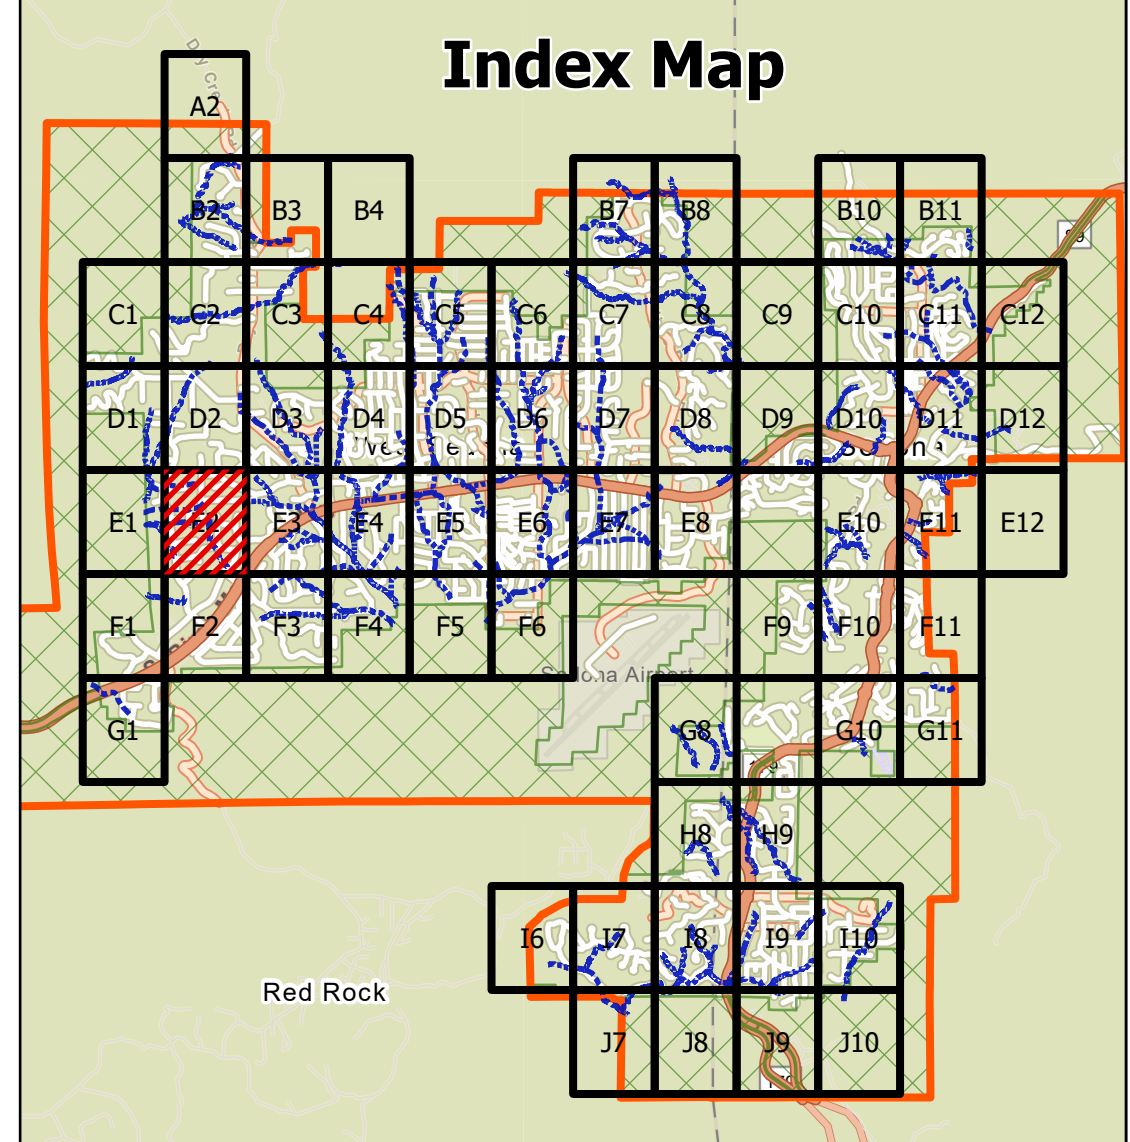 Index Map
A2
B2 B3 B4 B7 B8 B10 B11
C1 C2 C3 C4 C5 C6 C7 C8 C9 C10 C11 C12
D1 D2 D3 D4 D5 D6 D7 D8 D9 D10 D11 D12
E1 E2 E3 E4 E5 E6 E7 E8 E10 E11 E12
F1 F2 F3 F4 F5 F6 F9 F10 F11
Sedona Airport
G1 G8 G10 G11
H8 H9
I6 I7 I8 I9 I10
Red Rock
J7 J8 J9 J10